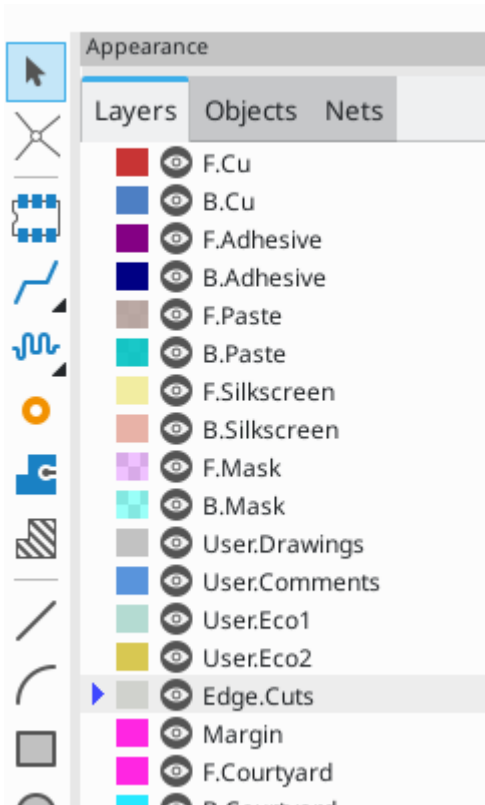 Appearance
Layers Objects Nets
F.Cu
B.Cu
F.Adhesive
B.Adhesive
F.Paste
B.Paste
F.Silkscreen
B.Silkscreen
F.Mask
B.Mask
User.Drawings
User.Comments
User.Eco1
User.Eco2
Edge.Cuts
Margin
F.Courtyard